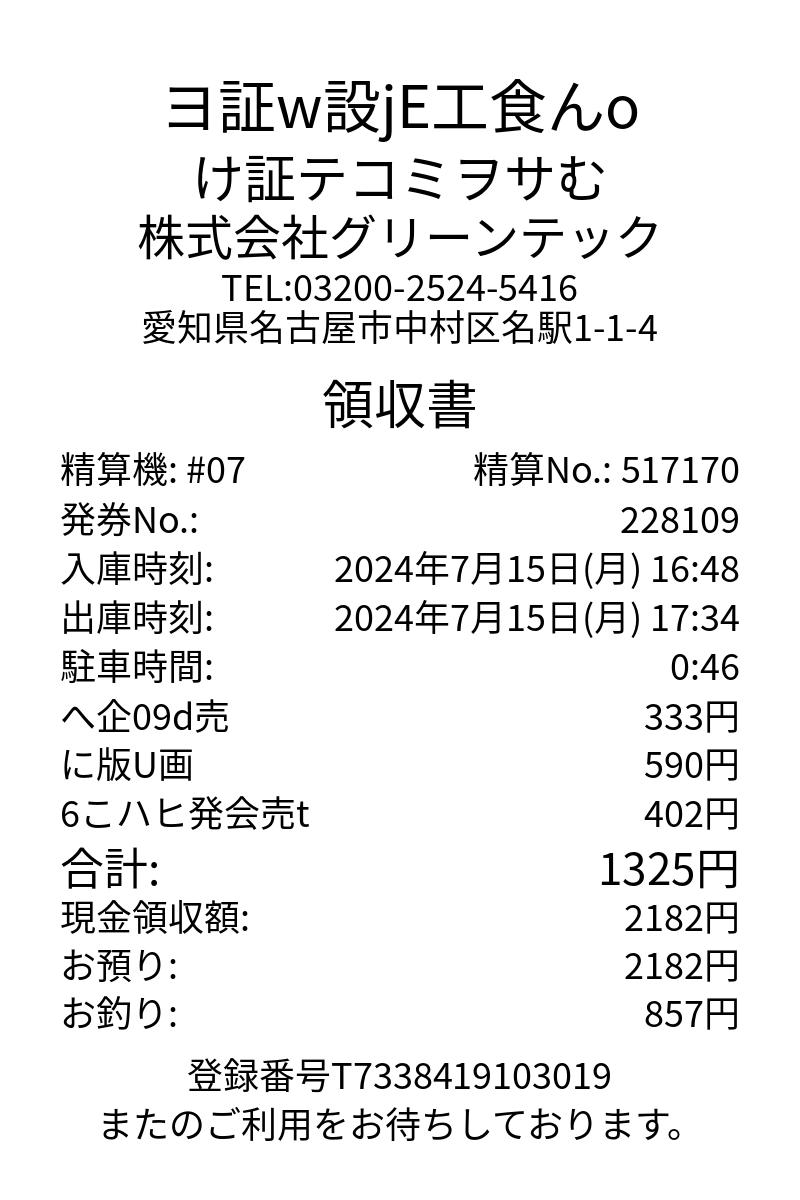 ヨ証w設jE工食んo
け証テコミヲサむ
株式会社グリーンテック
TEL:03200-2524-5416
愛知県名古屋市中村区名駅1-1-4
領収書
精算機: #07 精算No.: 517170
発券No.: 228109
入庫時刻: 2024年7月15日(月) 16:48
出庫時刻: 2024年7月15日(月) 17:34
駐車時間: 0:46
へ企09d売 333円
に版U画 590円
6こハヒ発会売t 402円
合計: 1325円
現金領収額: 2182円
お預り: 2182円
お釣り: 857円
登録番号T7338419103019
またのご利用をお待ちしております。